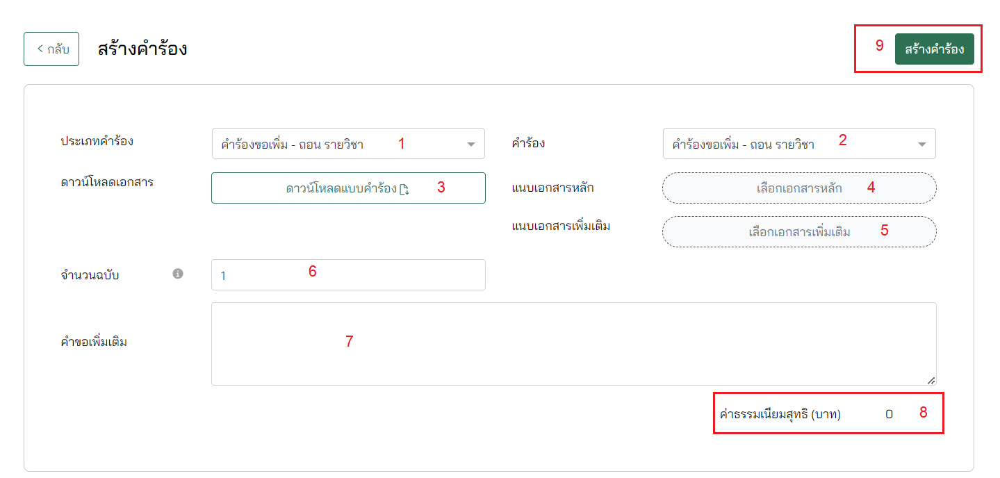 กลับ สร้างคำร้อง 9 สร้างคำร้อง
ประเภทคำร้อง คำร้องขอเพิ่ม - ถอน รายวิชา 1 คำร้อง คำร้องขอเพิ่ม - ถอน รายวิชา 2
ดาวน์โหลดเอกสาร ดาวน์โหลดแบบคำร้อง 3 แนบเอกสารหลัก เลือกเอกสารหลัก 4
แนบเอกสารเพิ่มเติม เลือกเอกสารเพิ่มเติม 5
จำนวนฉบับ 1 6
คำขอเพิ่มเติม 7
ค่าธรรมเนียมสุทธิ (บาท) 0 8